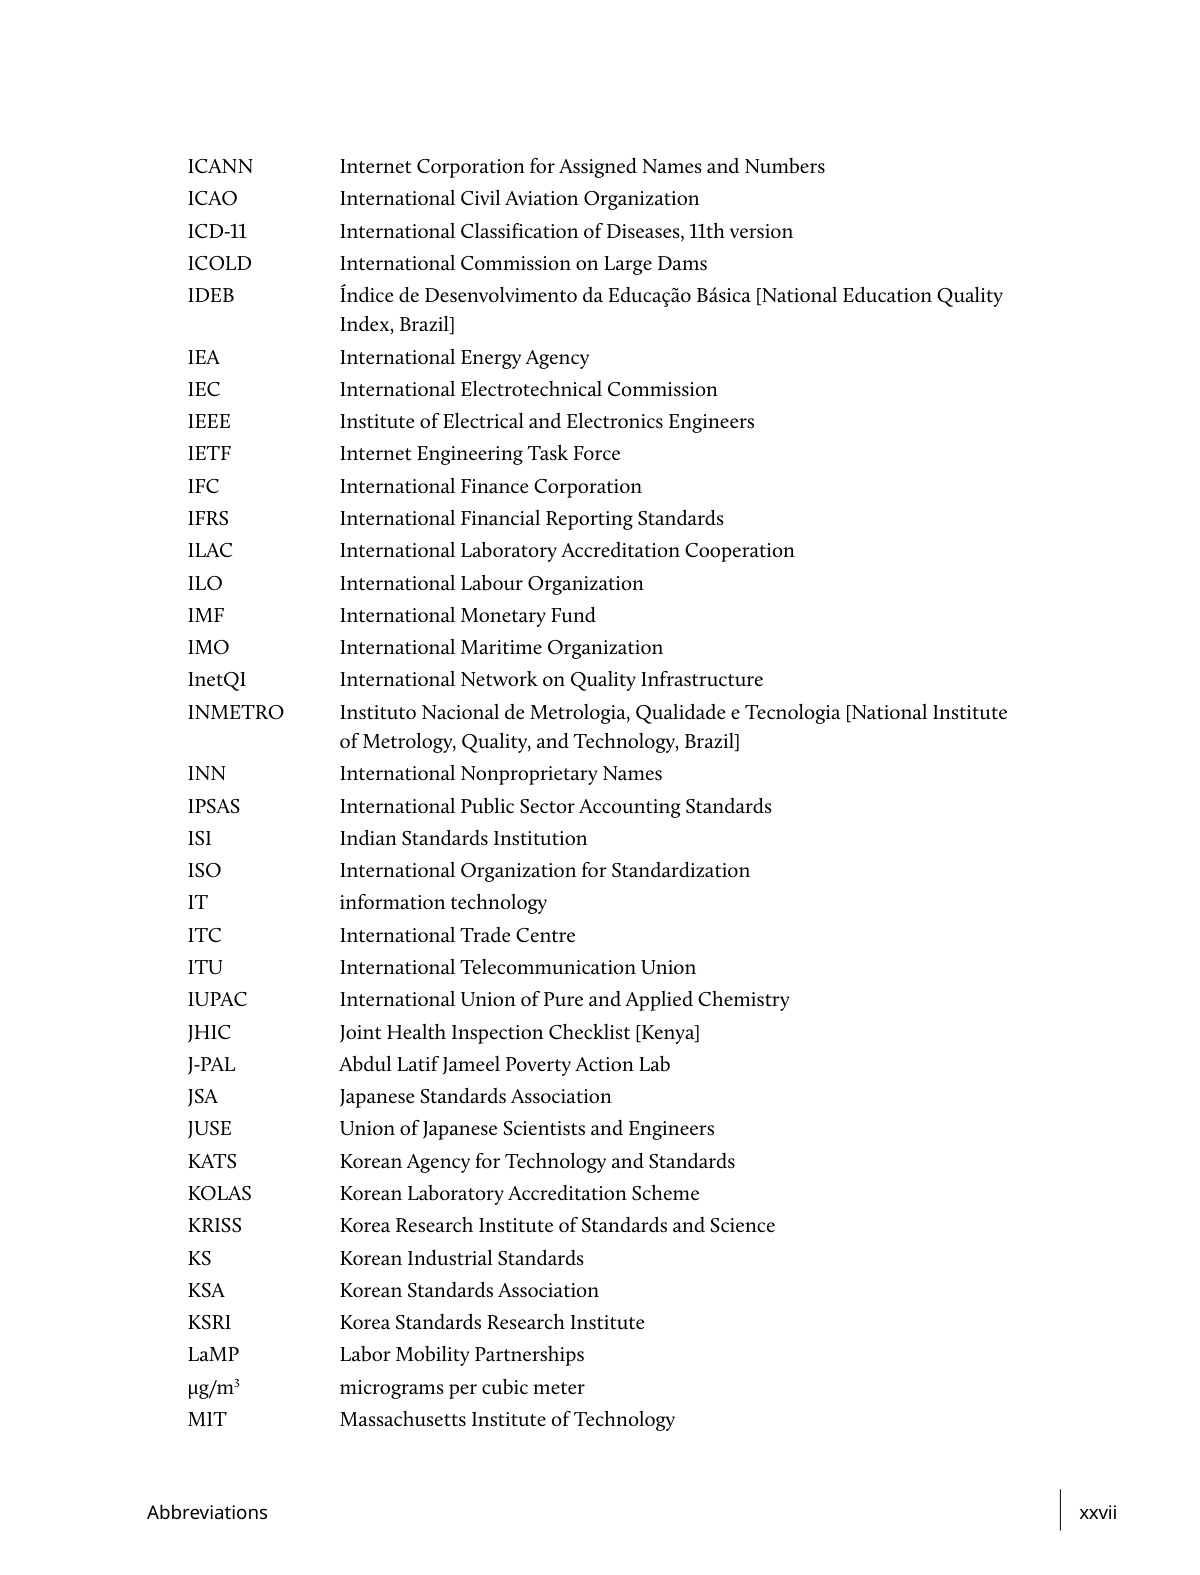 ICANN Internet Corporation for Assigned Names and Numbers
ICAO International Civil Aviation Organization
ICD-11 International Classification of Diseases, 11th version
ICOLD International Commission on Large Dams
IDEB Índice de Desenvolvimento da Educação Básica [National Education Quality
Index, Brazil]
IEA International Energy Agency
IEC International Electrotechnical Commission
IEEE Institute of Electrical and Electronics Engineers
IETF Internet Engineering Task Force
IFC International Finance Corporation
IFRS International Financial Reporting Standards
ILAC International Laboratory Accreditation Cooperation
ILO International Labour Organization
IMF International Monetary Fund
IMO International Maritime Organization
InetQI International Network on Quality Infrastructure
INMETRO Instituto Nacional de Metrologia, Qualidade e Tecnologia [National Institute
of Metrology, Quality, and Technology, Brazil]
INN International Nonproprietary Names
IPSAS International Public Sector Accounting Standards
ISI Indian Standards Institution
ISO International Organization for Standardization
IT information technology
ITC International Trade Centre
ITU International Telecommunication Union
IUPAC International Union of Pure and Applied Chemistry
JHIC Joint Health Inspection Checklist [Kenya]
J-PAL Abdul Latif Jameel Poverty Action Lab
JSA Japanese Standards Association
JUSE Union of Japanese Scientists and Engineers
KATS Korean Agency for Technology and Standards
KOLAS Korean Laboratory Accreditation Scheme
KRISS Korea Research Institute of Standards and Science
KS Korean Industrial Standards
KSA Korean Standards Association
KSRI Korea Standards Research Institute
LaMP Labor Mobility Partnerships
µg/m³ micrograms per cubic meter
MIT Massachusetts Institute of Technology
Abbreviations xxvii